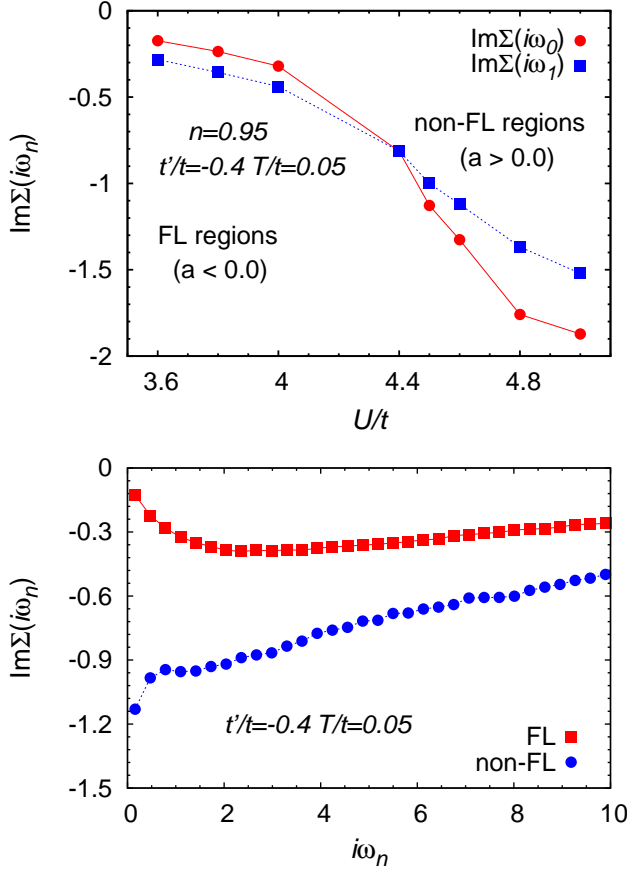 0
-0.5
-1
-1.5
-2
ImΣ(iωn)
ImΣ(iω0)
ImΣ(iω1)
n=0.95
t'/t=-0.4 T/t=0.05
non-FL regions
(a > 0.0)
FL regions
(a < 0.0)
3.6 4 4.4 4.8
U/t
0
-0.3
-0.6
-0.9
-1.2
-1.5
ImΣ(iωn)
t'/t=-0.4 T/t=0.05
FL
non-FL
0 2 4 6 8 10
iωn